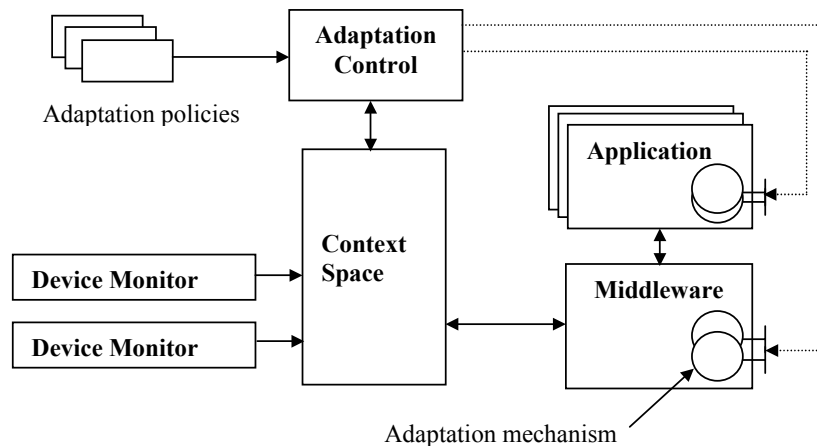 Adaptation
Control
Adaptation policies
Application
Context
Space
Device Monitor
Middleware
Device Monitor
Adaptation mechanism